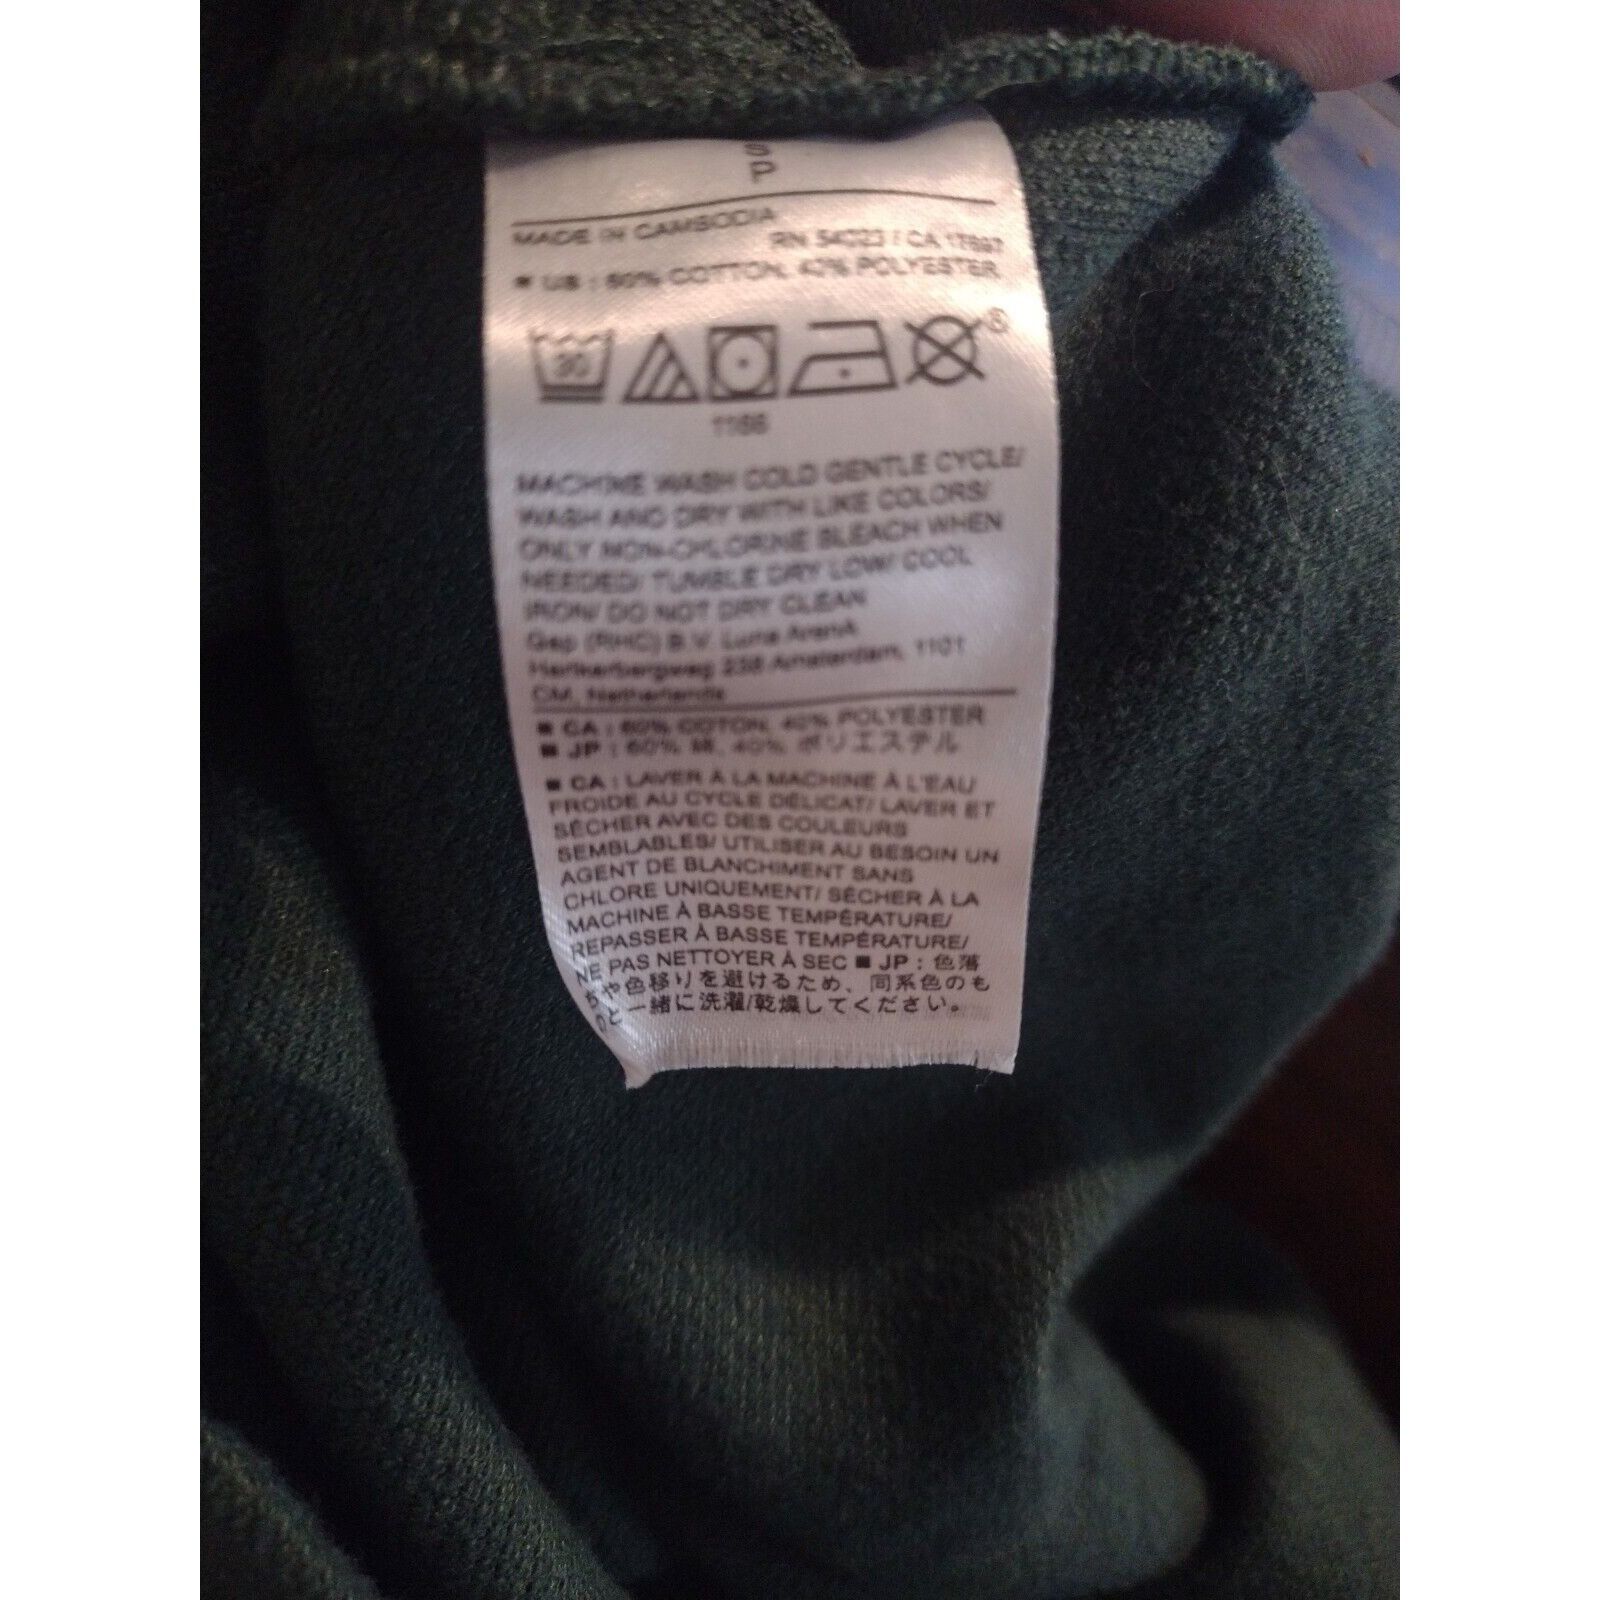 S
P
MADE IN CAMBODIA
RN 54023 / CA 17897
■ US : 60% COTTON, 40% POLYESTER
30
1166
MACHINE WASH COLD GENTLE CYCLE/
WASH AND DRY WITH LIKE COLORS/
ONLY NON-CHLORINE BLEACH WHEN
NEEDED/ TUMBLE DRY LOW/ COOL
IRON/ DO NOT DRY CLEAN
Gap (RHC) B.V. Luna ArenA
Herikerbergweg 238 Amsterdam, 1101
CM, Netherlands
■ CA : 60% COTON, 40% POLYESTER
■ JP : 60% 綿, 40% ポリエステル
■ CA : LAVER À LA MACHINE À L'EAU
FROIDE AU CYCLE DÉLICAT/ LAVER ET
SÉCHER AVEC DES COULEURS
SEMBLABLES/ UTILISER AU BESOIN UN
AGENT DE BLANCHIMENT SANS
CHLORE UNIQUEMENT/ SÉCHER À LA
MACHINE À BASSE TEMPÉRATURE/
REPASSER À BASSE TEMPÉRATURE/
NE PAS NETTOYER À SEC ■ JP : 色落
ちや色移りを避けるため、同系色のも
のと一緒に洗濯/乾燥してください。